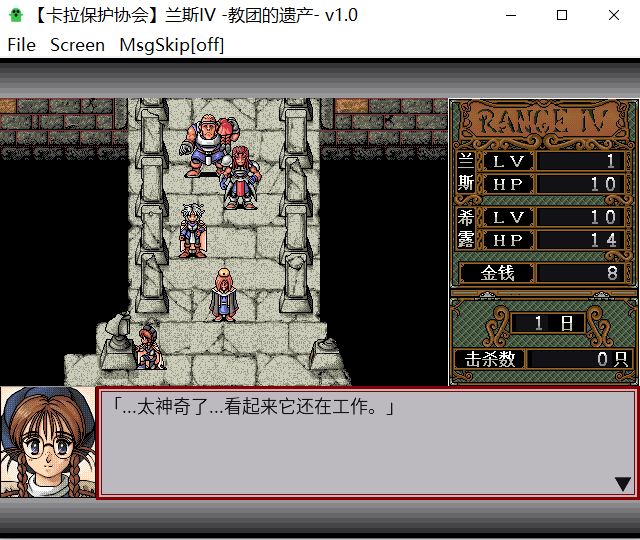 【卡拉保护协会】兰斯IV -教团的遗产- v1.0
File Screen MsgSkip[off]
RANCE IV
兰斯 LV 1
HP 10
希露 LV 10
HP 14
金钱 8
1 日
击杀数 0 只
「…太神奇了…看起来它还在工作。」